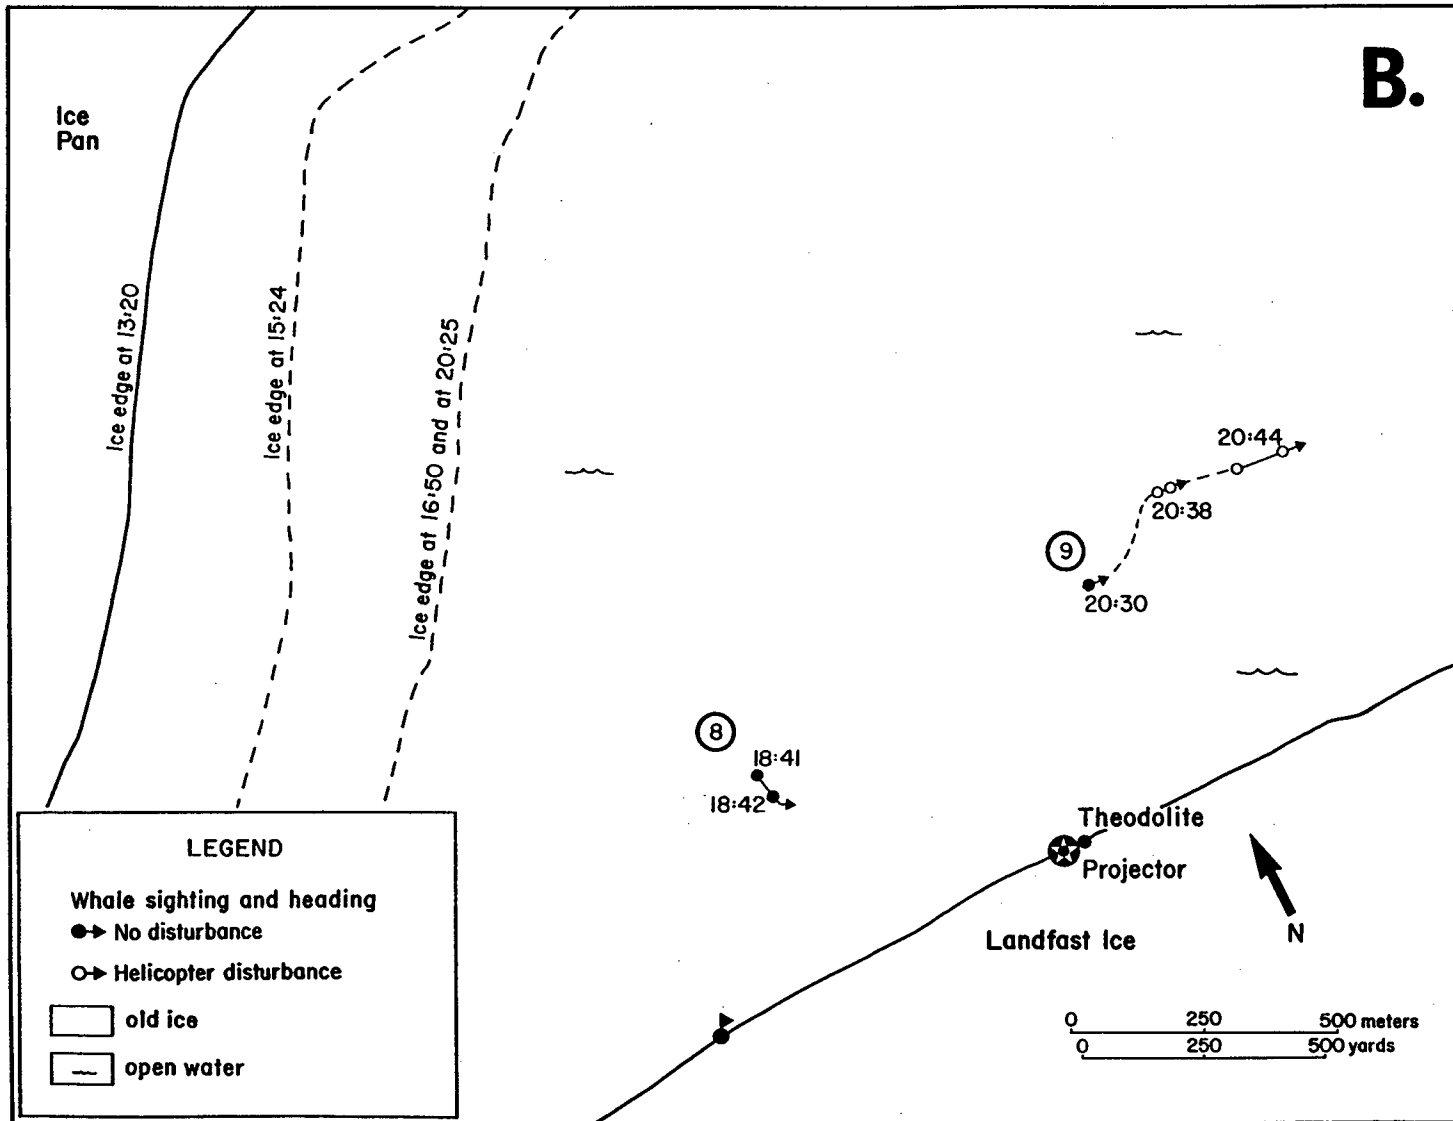 B.
Ice
Pan
Ice edge at 13:20
Ice edge at 15:24
Ice edge at 16:50 and at 20:25
20:44
20:38
9
20:30
8
18:41
18:42
Theodolite
Projector
Landfast Ice
N
0 250 500 meters
0 250 500 yards
LEGEND
Whale sighting and heading
No disturbance
Helicopter disturbance
old ice
open water